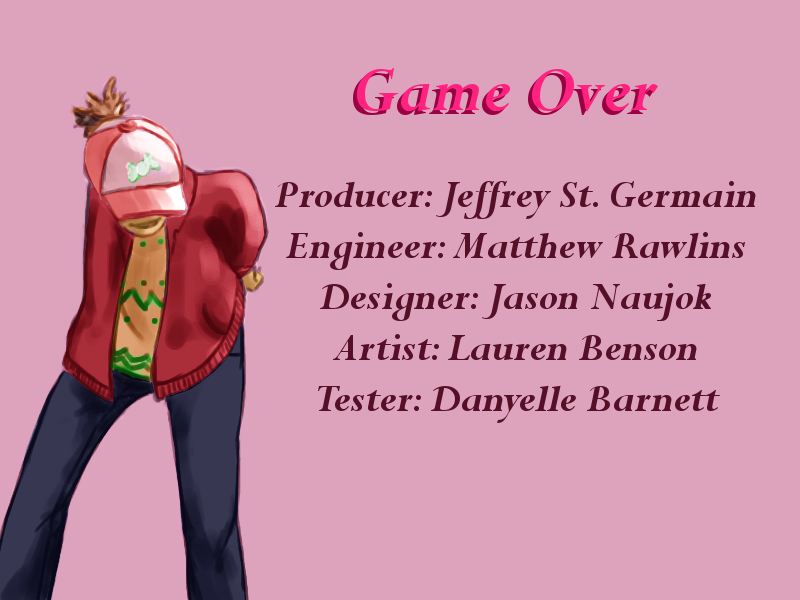 Game Over
Producer: Jeffrey St. Germain
Engineer: Matthew Rawlins
Designer: Jason Naujok
Artist: Lauren Benson
Tester: Danyelle Barnett